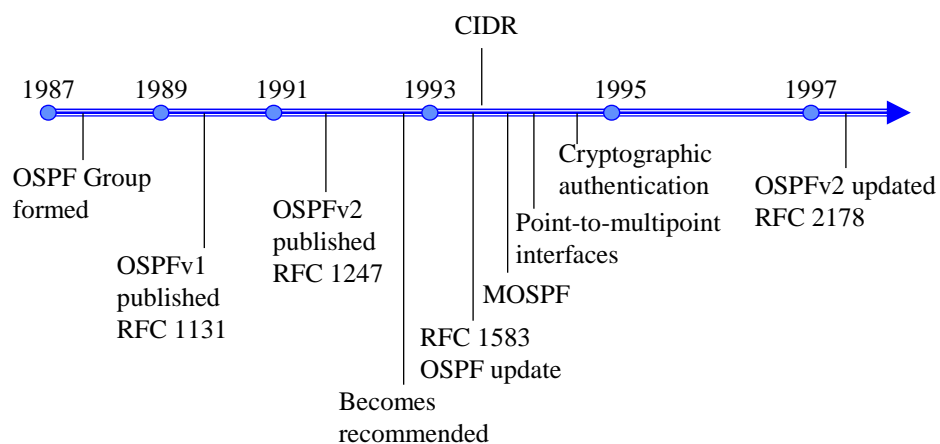 CIDR
1987
1989
1991
1993
1995
1997
OSPF Group
formed
OSPFv1
published
RFC 1131
OSPFv2
published
RFC 1247
Becomes
recommended
RFC 1583
OSPF update
MOSPF
Point-to-multipoint
interfaces
Cryptographic
authentication
OSPFv2 updated
RFC 2178